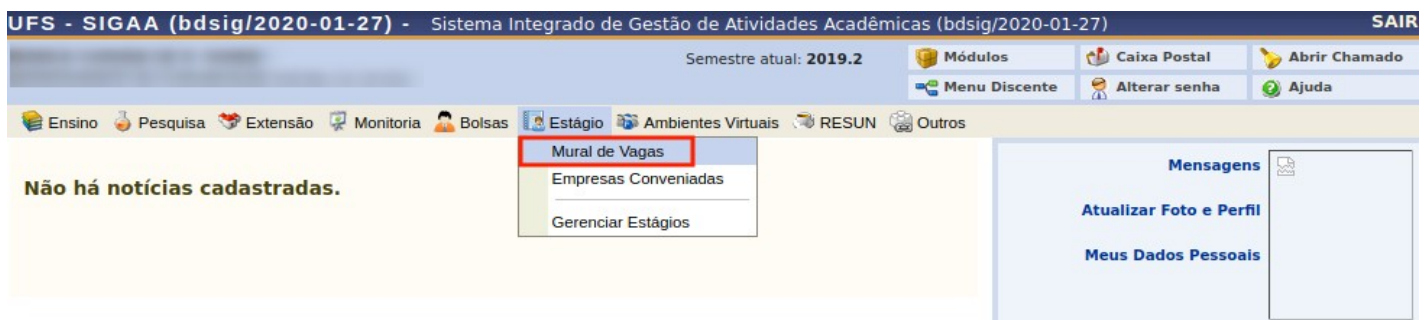 UFS - SIGAA (bdsig/2020-01-27) - Sistema Integrado de Gestão de Atividades Acadêmicas (bdsig/2020-01-27) SAIR
Semestre atual: 2019.2 Módulos Caixa Postal Abrir Chamado
Menu Discente Alterar senha Ajuda
Ensino Pesquisa Extensão Monitoria Bolsas Estágio Ambientes Virtuais RESUN Outros
Mural de Vagas
Empresas Conveniadas
Gerenciar Estágios
Não há notícias cadastradas.
Mensagens
Atualizar Foto e Perfil
Meus Dados Pessoais